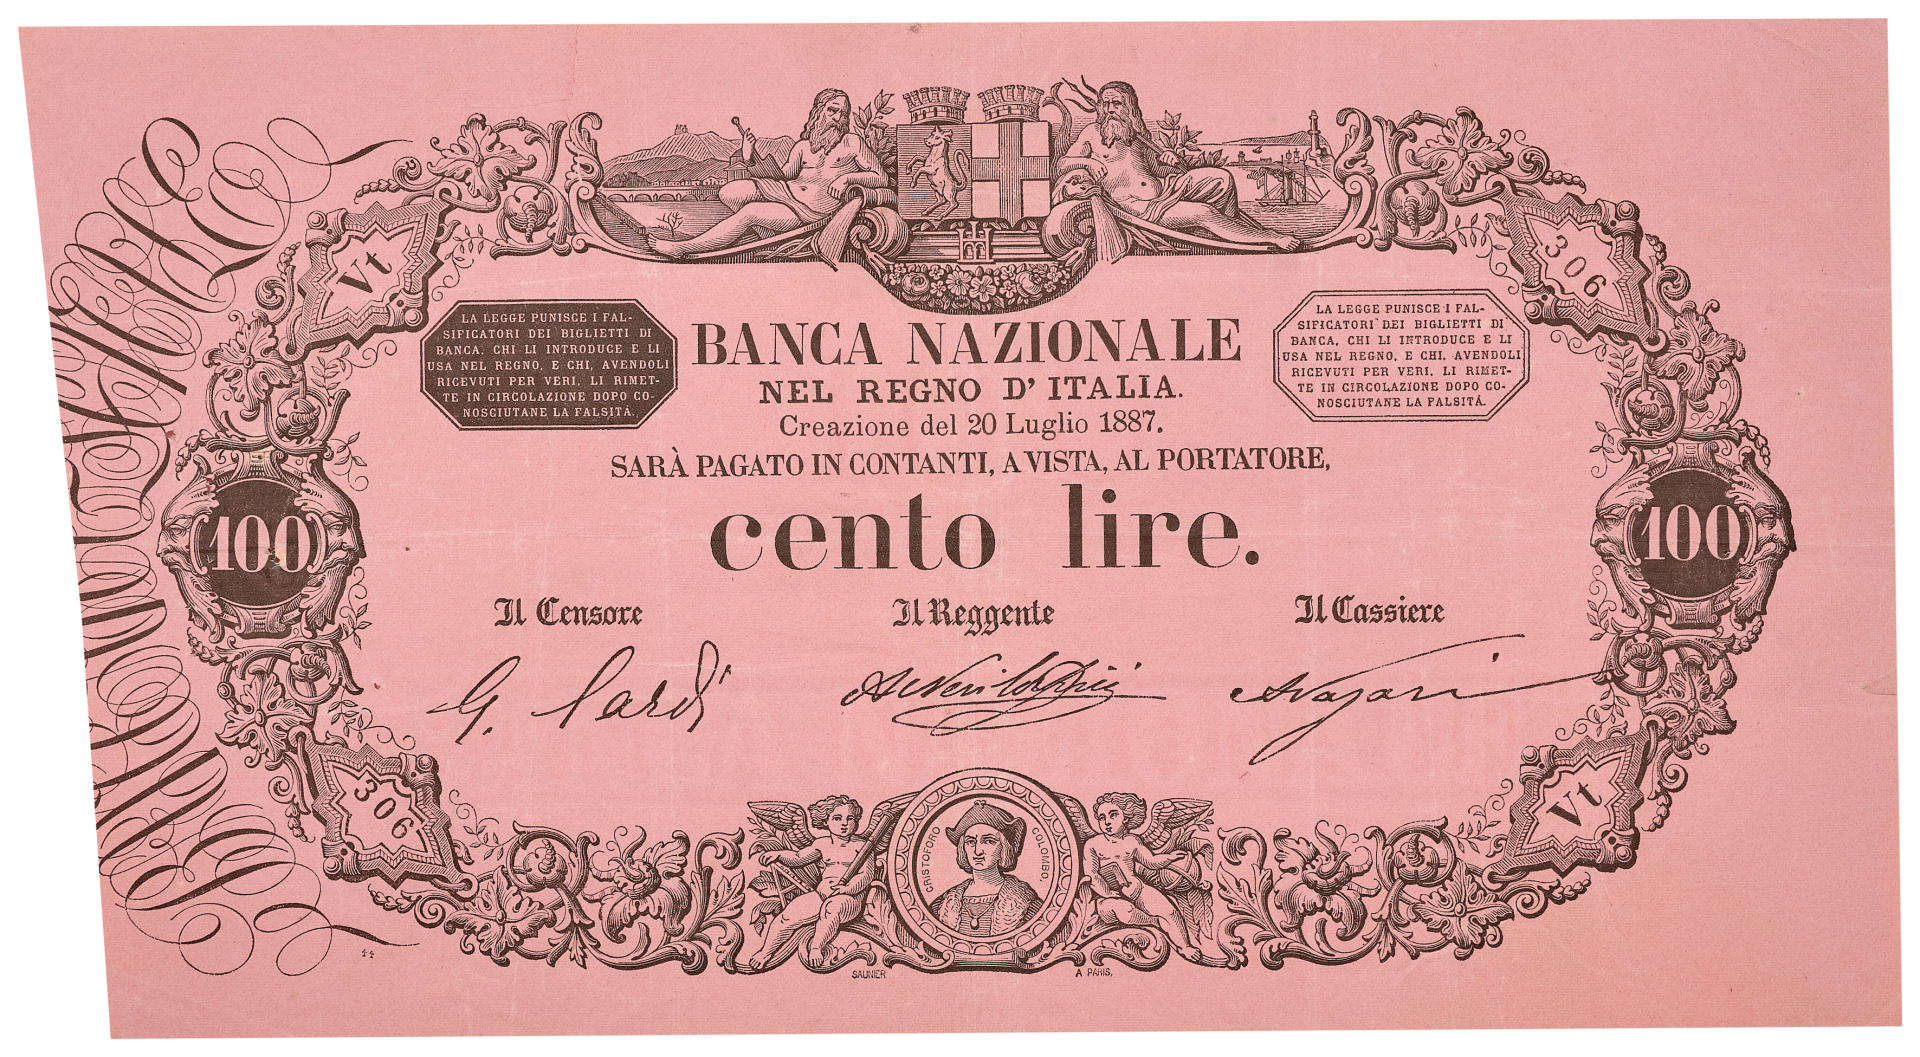 Vt
306
LA LEGGE PUNISCE I FAL-
SIFICATORI DEI BIGLIETTI DI
BANCA, CHI LI INTRODUCE E LI
USA NEL REGNO, E CHI, AVENDOLI
RICEVUTI PER VERI, LI RIMET-
TE IN CIRCOLAZIONE DOPO CO-
NOSCIUTANE LA FALSITÀ.
BANCA NAZIONALE
NEL REGNO D'ITALIA.
Creazione del 20 Luglio 1887.
LA LEGGE PUNISCE I FAL-
SIFICATORI DEI BIGLIETTI DI
BANCA, CHI LI INTRODUCE E LI
USA NEL REGNO, E CHI, AVENDOLI
RICEVUTI PER VERI, LI RIMET-
TE IN CIRCOLAZIONE DOPO CO-
NOSCIUTANE LA FALSITÀ.
SARÀ PAGATO IN CONTANTI, A VISTA, AL PORTATORE,
100
cento lire.
100
Il Censore
Il Reggente
Il Cassiere
G. Nardi
306
Vt
CRISTOFORO COLOMBO.
44
SAUNIER
A PARIS.